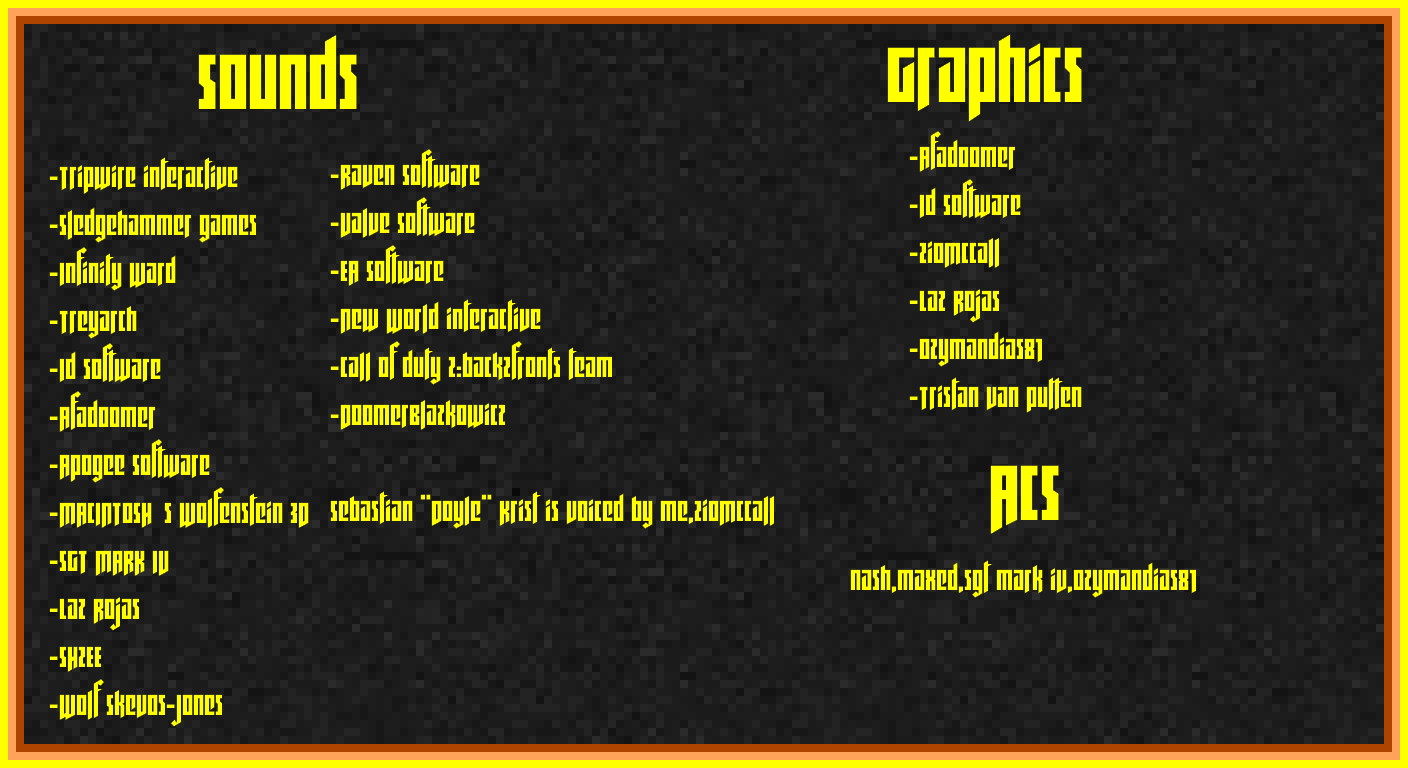 sounds
-Tripwire interactive
-Sledgehammer games
-Infinity ward
-Treyarch
-Id software
-Afadoomer
-Apogee software
-MACINTOSH S Wolfenstein 3D
-SGT MARK IV
-Laz Rojas
-SHZEE
-Wolf skevos-jones
-Raven software
-Valve software
-EA software
-new world interactive
-call of duty 2:back2fronts team
-DoomerBlazkowicz
sebastian ¨Doyle¨ Krist is voiced by me,ziomccall
Graphics
-Afadoomer
-Id software
-ziomccall
-Laz Rojas
-Ozymandias81
-Tristan van putten
ACS
nash,maxed,sgt mark iv,ozymandias81